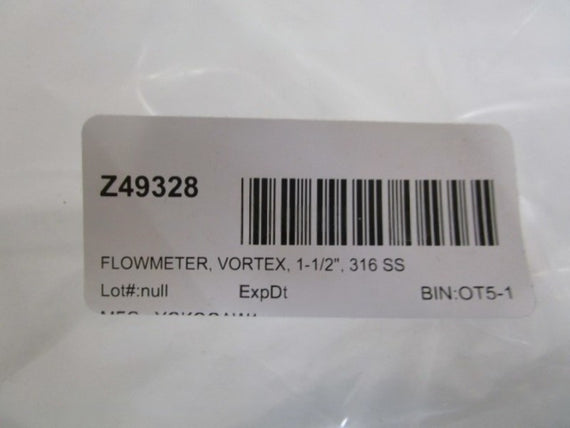 Z49328
FLOWMETER, VORTEX, 1-1/2", 316 SS
Lot#:null ExpDt BIN:OT5-1